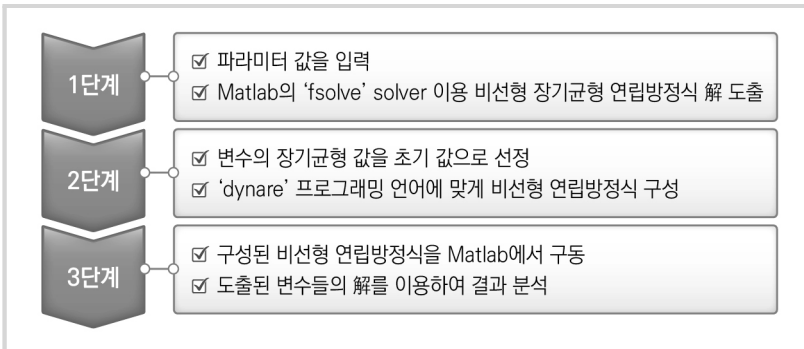 1단계
☑ 파라미터 값을 입력
☑ Matlab의 ‘fsolve’ solver 이용 비선형 장기균형 연립방정식 解 도출
2단계
☑ 변수의 장기균형 값을 초기 값으로 선정
☑ ‘dynare’ 프로그래밍 언어에 맞게 비선형 연립방정식 구성
3단계
☑ 구성된 비선형 연립방정식을 Matlab에서 구동
☑ 도출된 변수들의 解를 이용하여 결과 분석